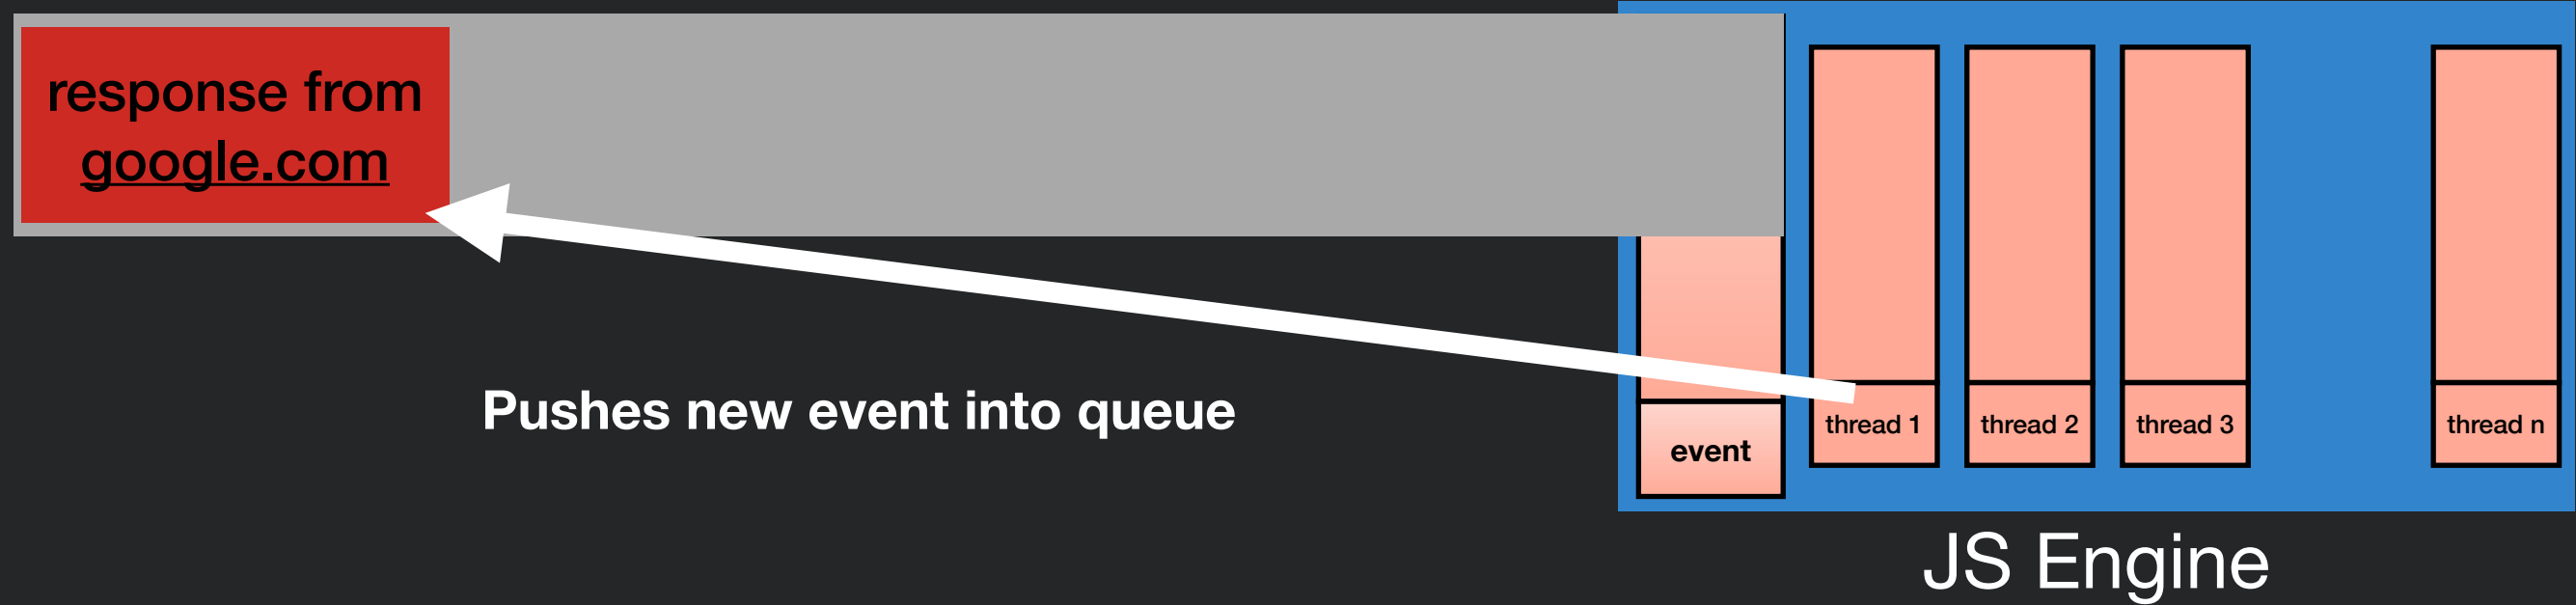 response from
google.com
Pushes new event into queue
event
thread 1
thread 2
thread 3
thread n
JS Engine